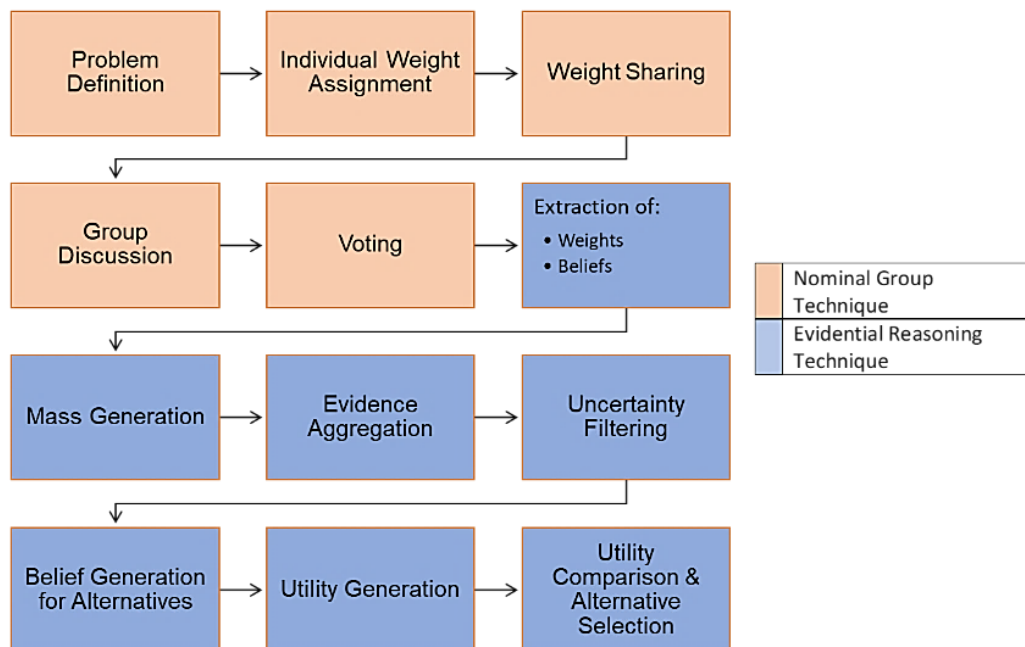 Problem
Definition
Individual Weight
Assignment
Weight Sharing
Group
Discussion
Voting
Extraction of:
• Weights
• Beliefs
Nominal Group
Technique
Evidential Reasoning
Technique
Mass Generation
Evidence
Aggregation
Uncertainty
Filtering
Belief Generation
for Alternatives
Utility Generation
Utility
Comparison &
Alternative
Selection